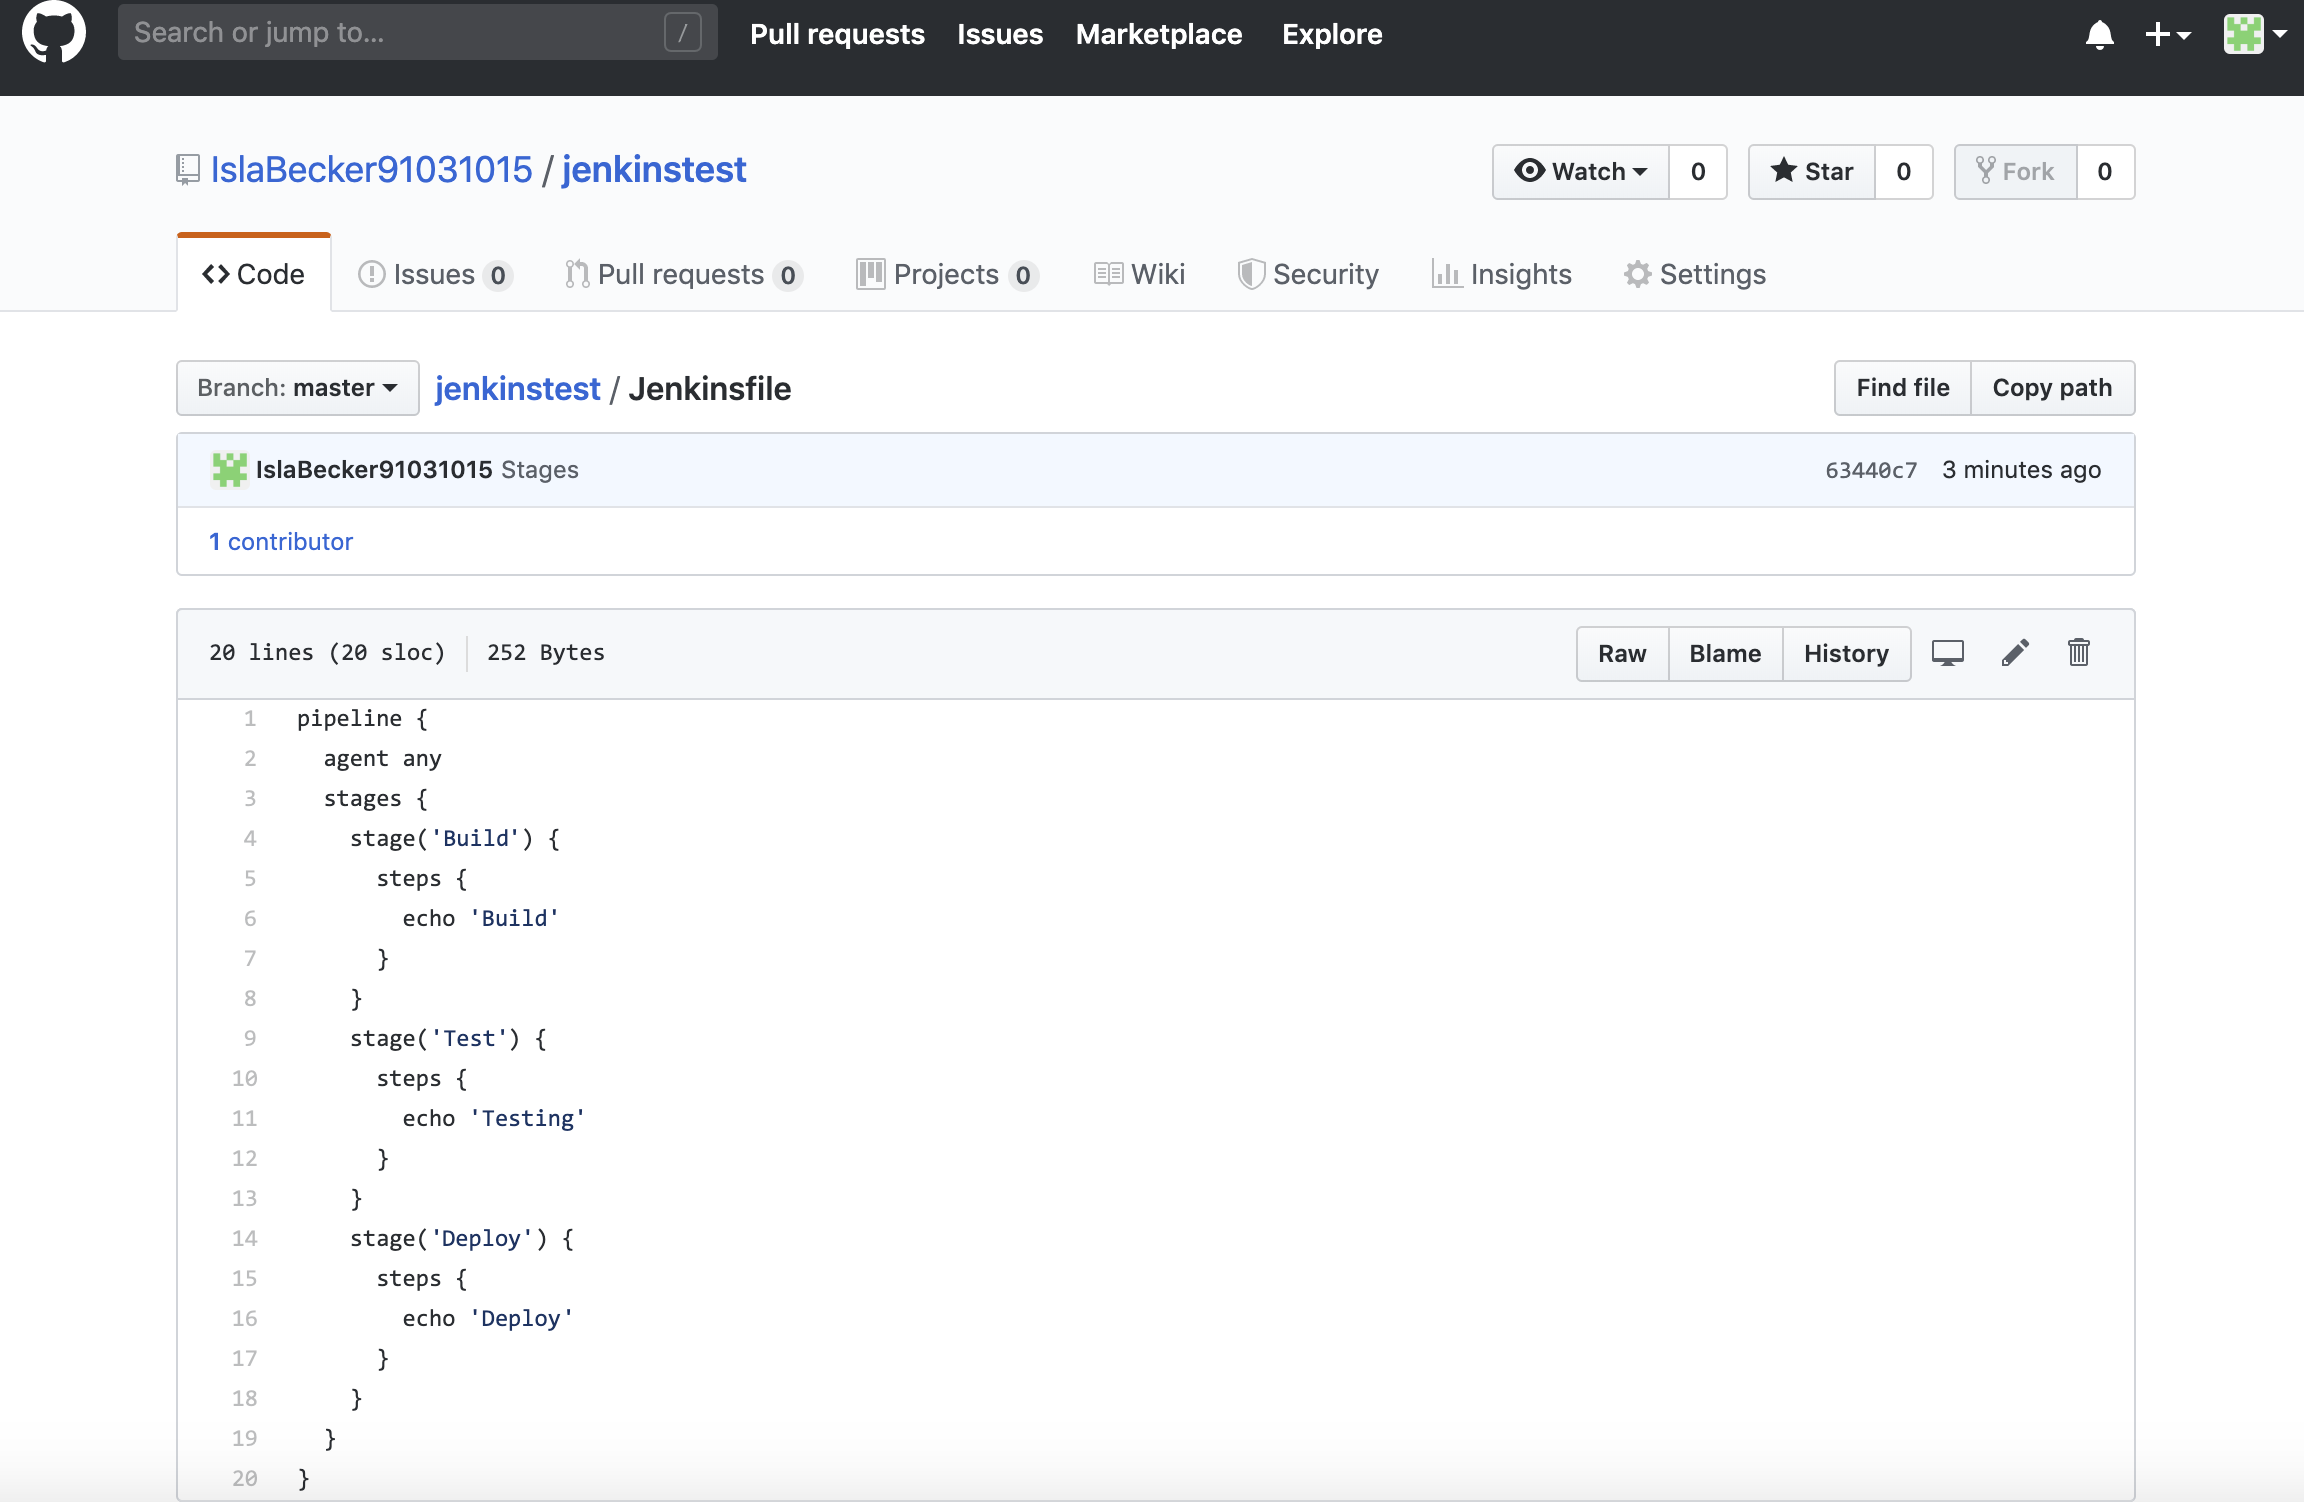 Search or jump to... /
Pull requests Issues Marketplace Explore
IslaBecker91031015 / jenkinstest
Watch 0 Star 0 Fork 0
Code Issues 0 Pull requests 0 Projects 0 Wiki Security Insights Settings
Branch: master jenkinstest / Jenkinsfile
Find file Copy path
IslaBecker91031015 Stages 63440c7 3 minutes ago
1 contributor
20 lines (20 sloc) 252 Bytes Raw Blame History
1 pipeline {
2   agent any
3   stages {
4     stage('Build') {
5       steps {
6         echo 'Build'
7       }
8     }
9     stage('Test') {
10       steps {
11         echo 'Testing'
12       }
13     }
14     stage('Deploy') {
15       steps {
16         echo 'Deploy'
17       }
18     }
19   }
20 }